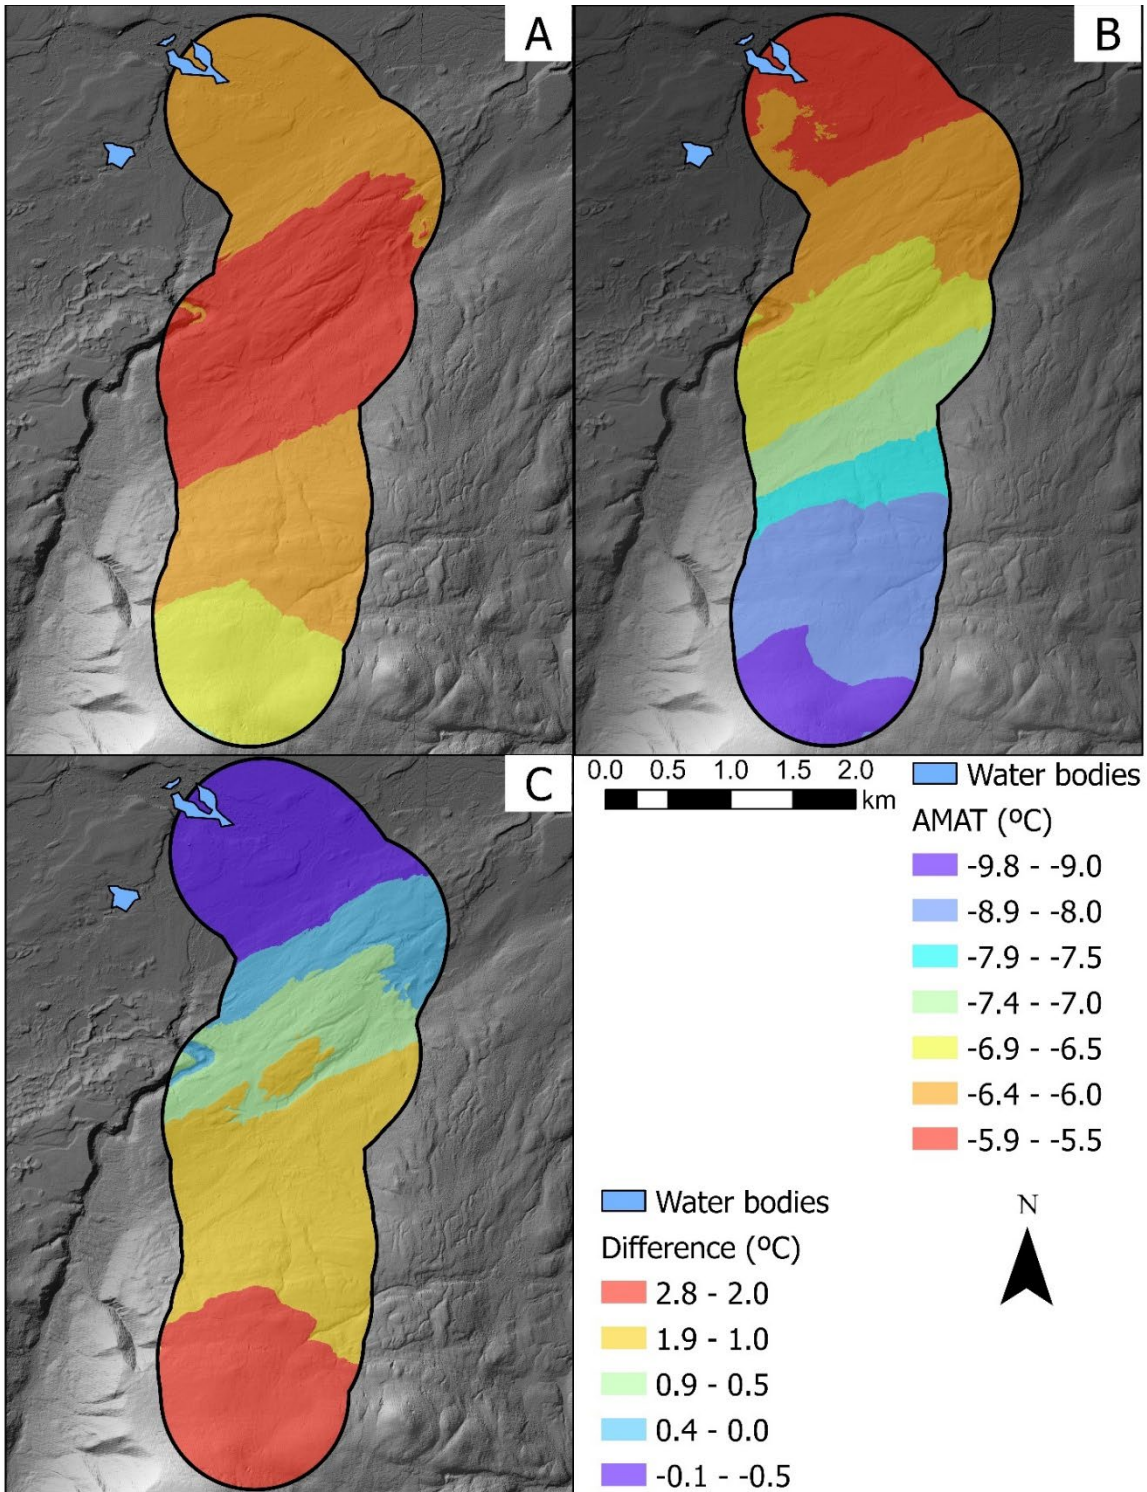 A
B
C
0.0 0.5 1.0 1.5 2.0
km
Water bodies
AMAT (ºC)
-9.8 - -9.0
-8.9 - -8.0
-7.9 - -7.5
-7.4 - -7.0
-6.9 - -6.5
-6.4 - -6.0
-5.9 - -5.5
Water bodies
Difference (ºC)
2.8 - 2.0
1.9 - 1.0
0.9 - 0.5
0.4 - 0.0
-0.1 - -0.5
N